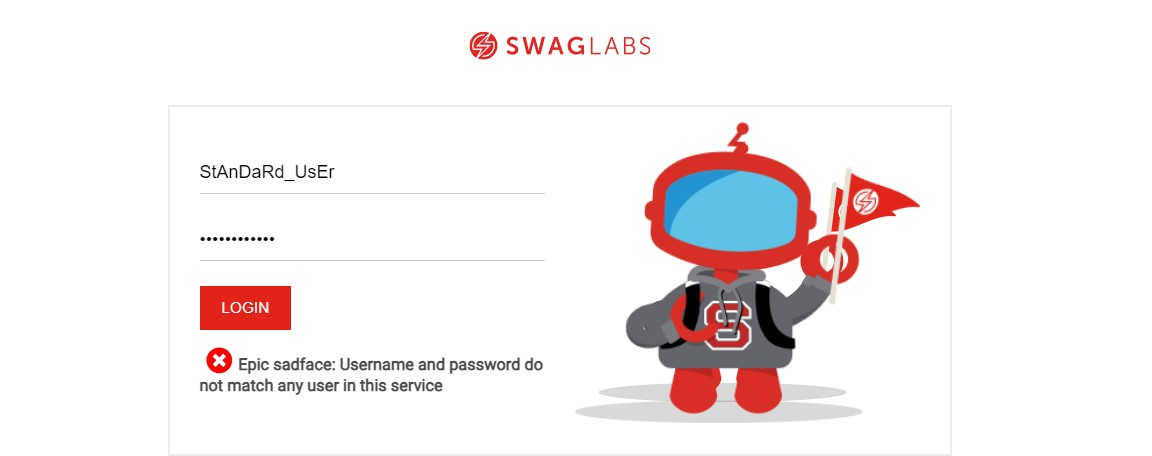 SWAGLABS
StAnDaRd_UsEr
••••••••••••
LOGIN
Epic sadface: Username and password do
not match any user in this service
S